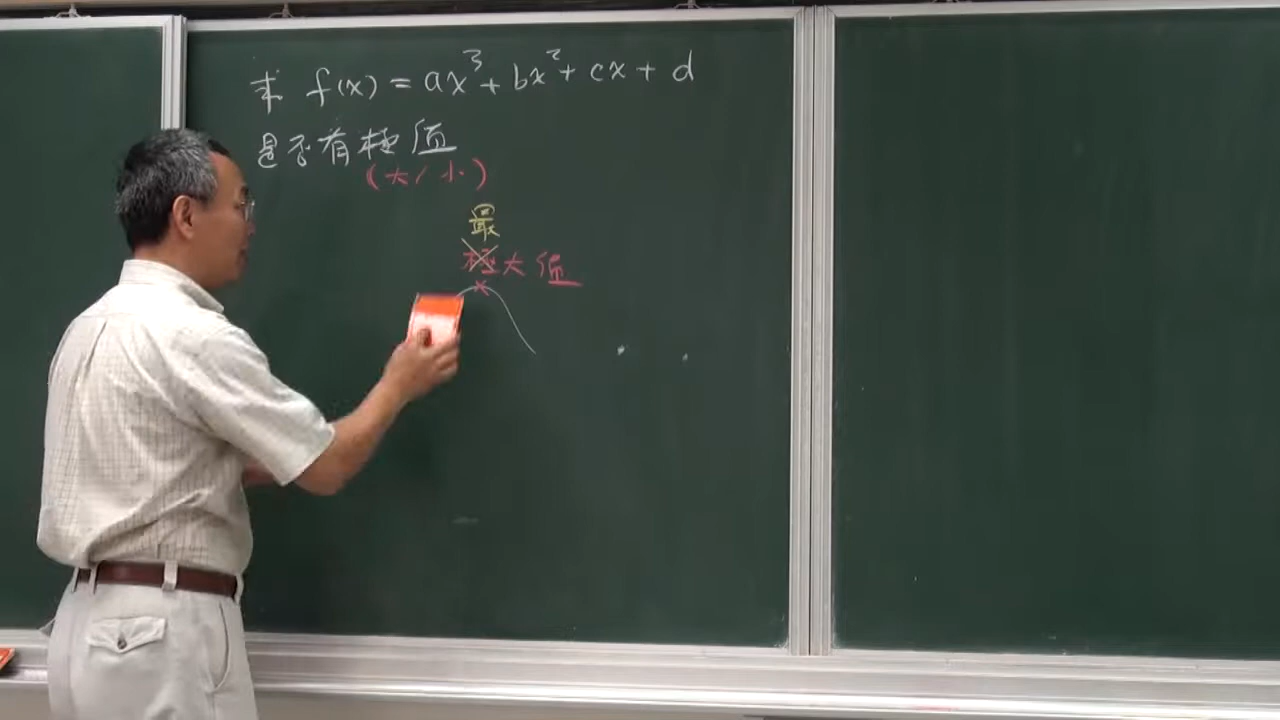 求 f(x) = ax³ + bx² + cx + d
是否有極值
(大/小)
最
極大值